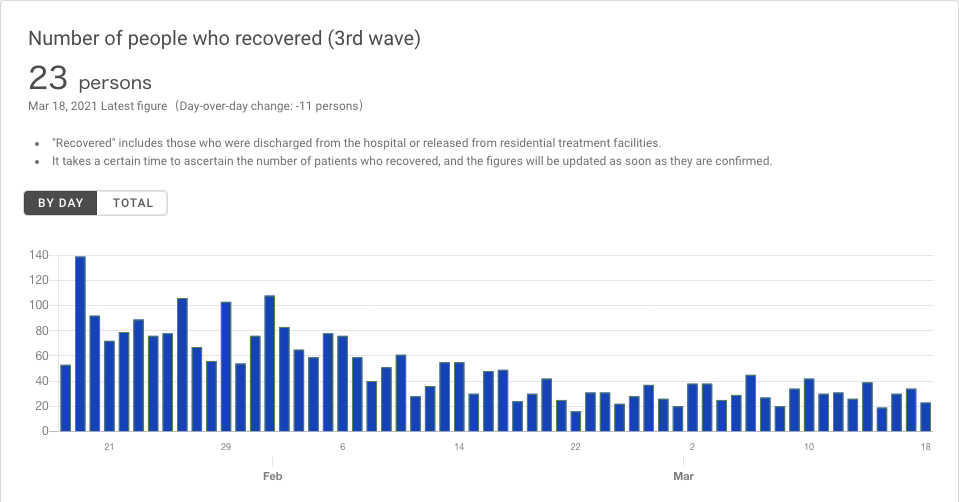 Number of people who recovered (3rd wave)
23 persons
Mar 18, 2021 Latest figure（Day-over-day change: -11 persons）
• "Recovered" includes those who were discharged from the hospital or released from residential treatment facilities.
• It takes a certain time to ascertain the number of patients who recovered, and the figures will be updated as soon as they are confirmed.
BY DAY TOTAL
140
120
100
80
60
40
20
0
21 29 6 14 22 2 10 18
Feb Mar